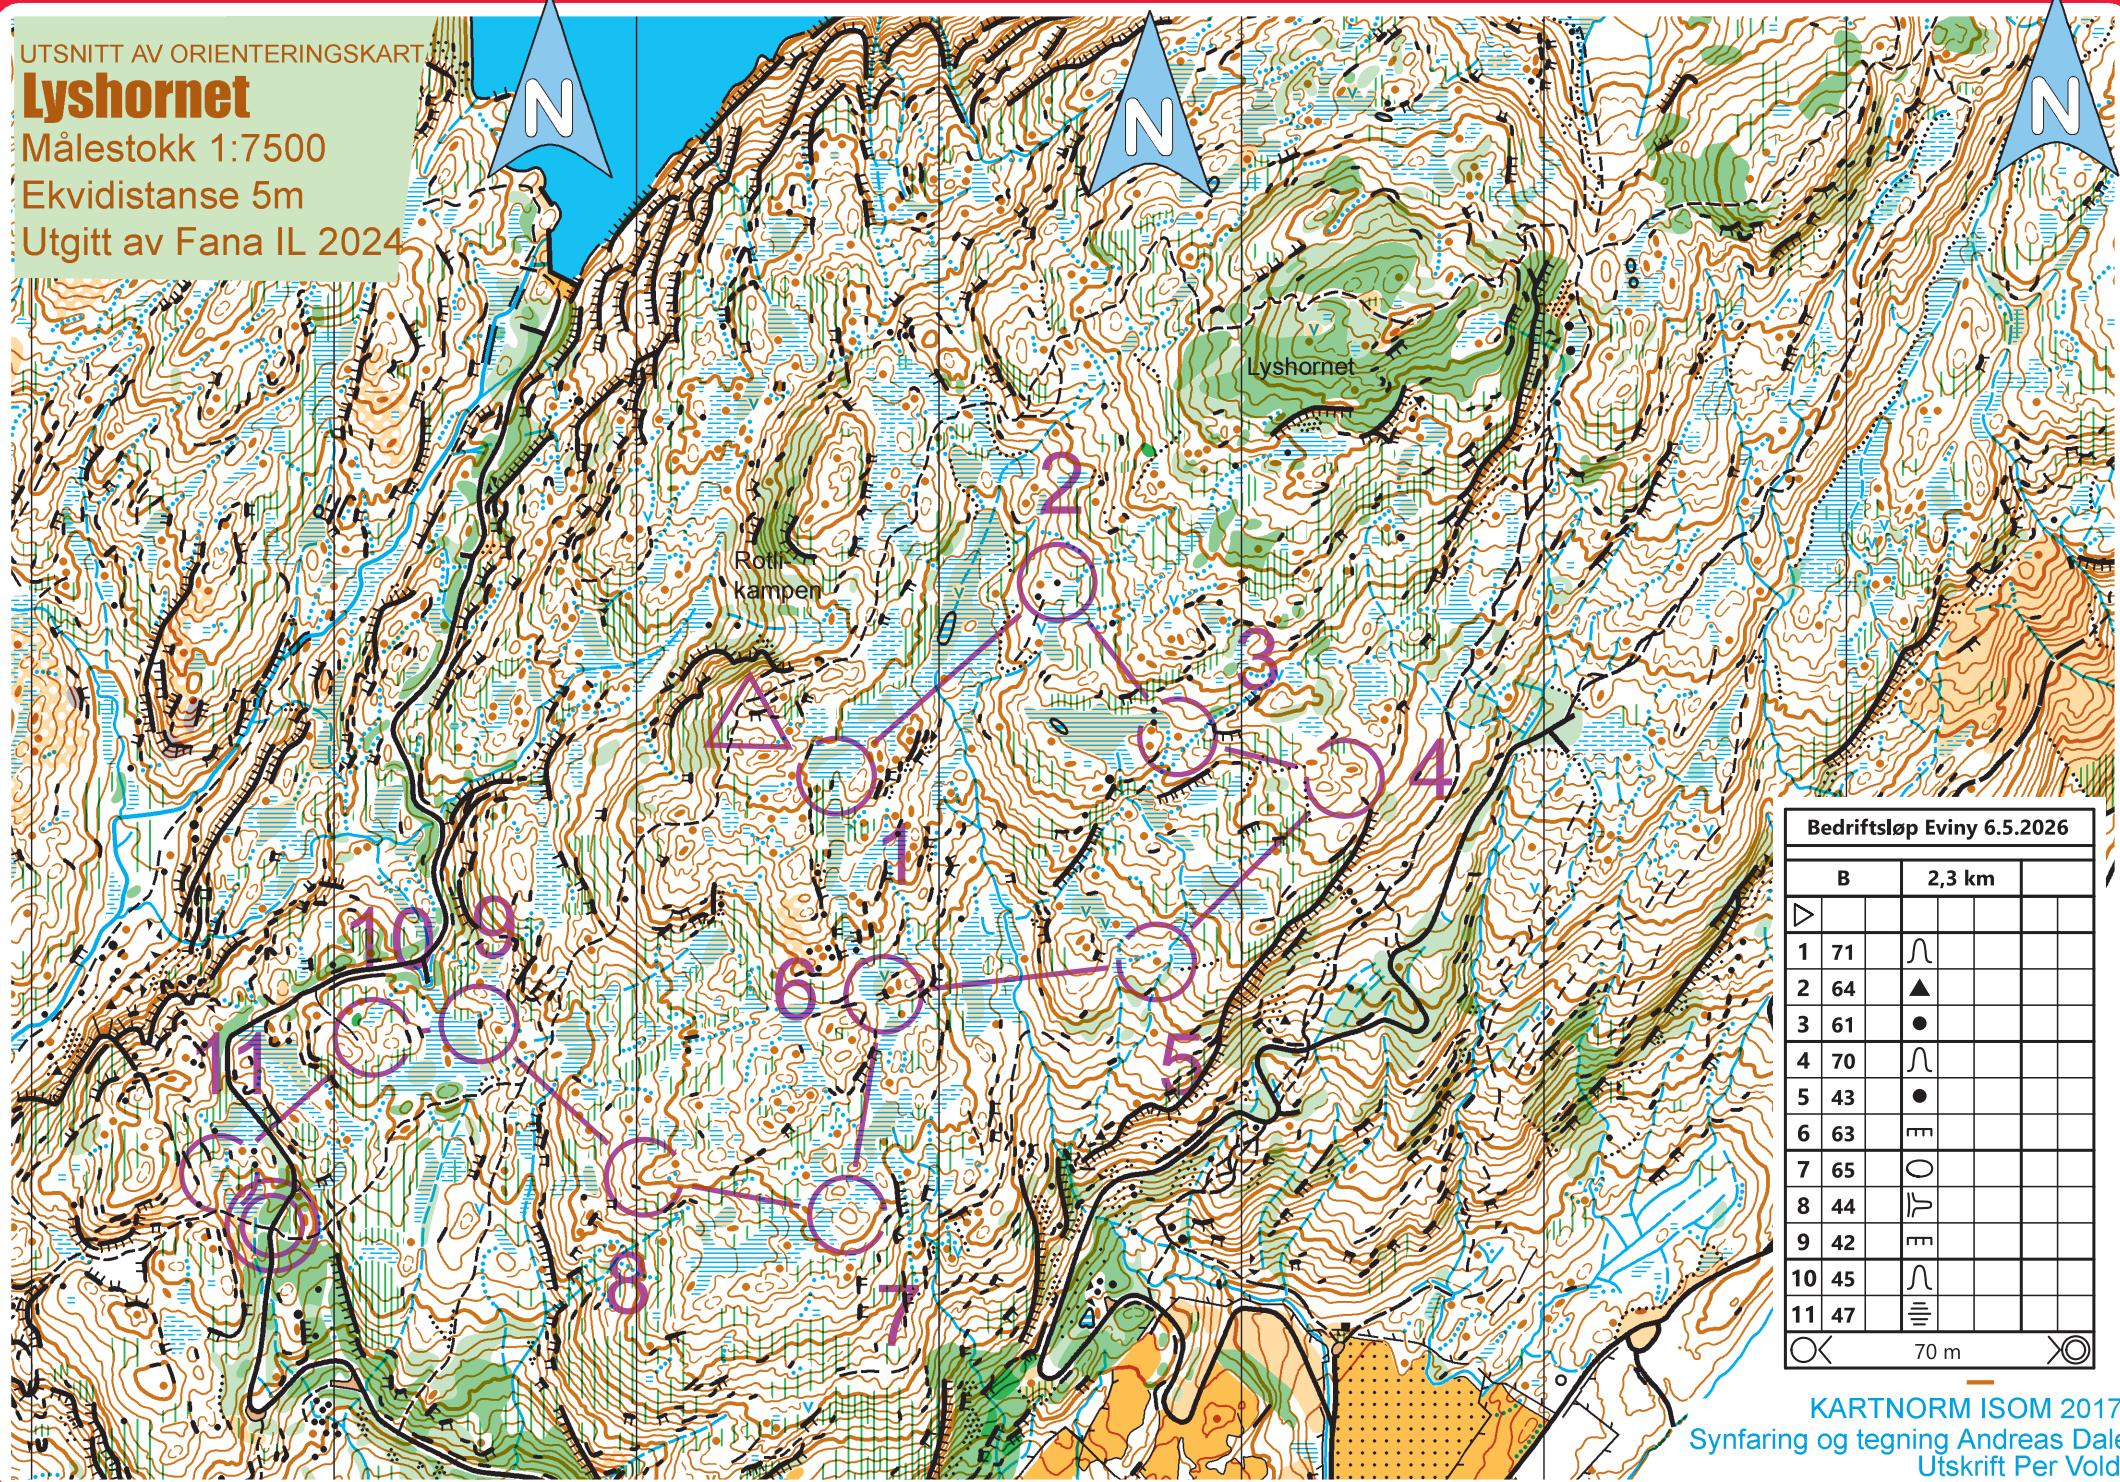 UTSNITT AV ORIENTERINGSKART
Lyshornet
Målestokk 1:7500
Ekvidistanse 5m
Utgitt av Fana IL 2024
N
N
N
Lyshornet
2
Rotli-
kampen
3
4
1
10
9
6
11
5
8
7
Bedriftsløp Eviny 6.5.2026
B 2,3 km
1 71
2 64
3 61
4 70
5 43
6 63
7 65
8 44
9 42
10 45
11 47
70 m
KARTNORM ISOM 2017
Synfaring og tegning Andreas Dale
Utskrift Per Vold